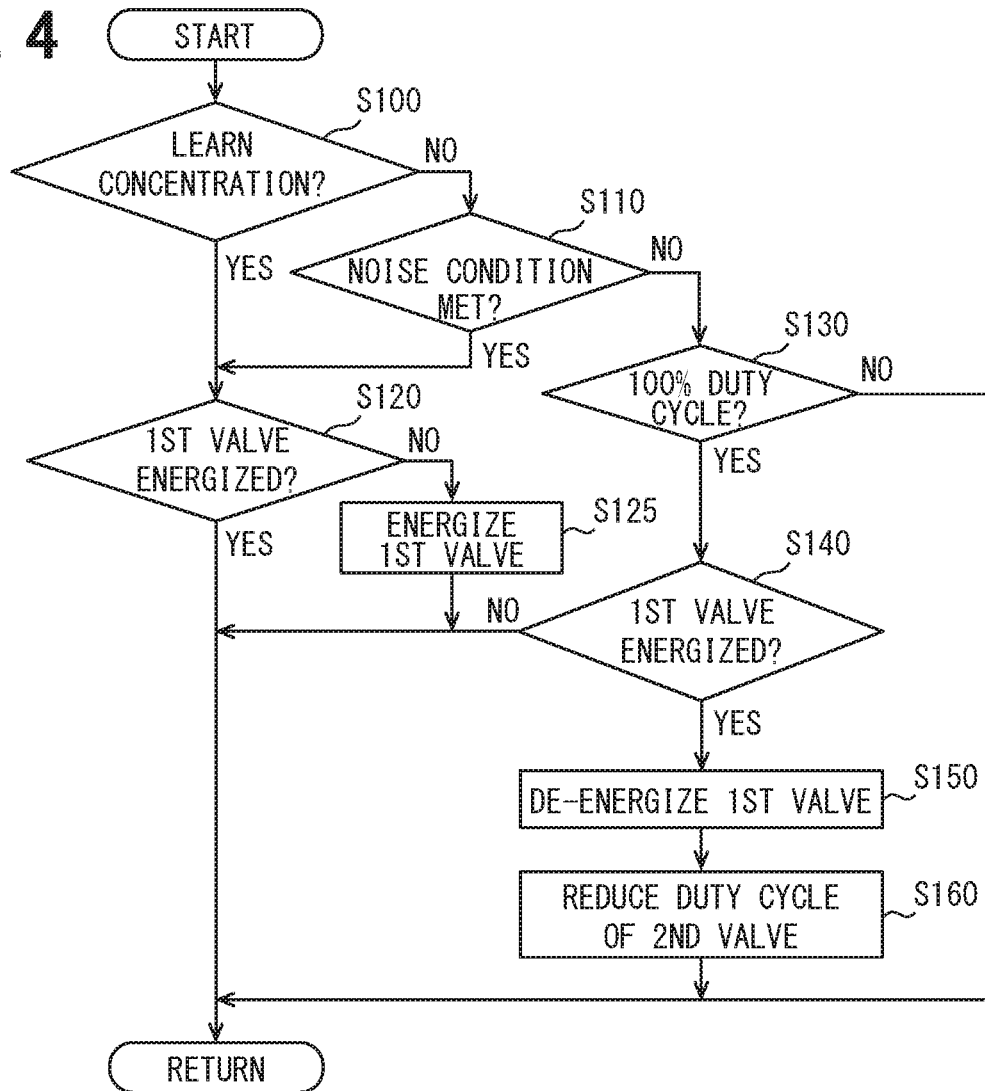 4
START
S100
LEARN
CONCENTRATION?
NO
S110
YES
NOISE CONDITION
MET?
NO
YES
S130
100% DUTY
CYCLE?
NO
S120
1ST VALVE
ENERGIZED?
NO
YES
S125
ENERGIZE
1ST VALVE
YES
S140
NO
1ST VALVE
ENERGIZED?
YES
S150
DE-ENERGIZE 1ST VALVE
S160
REDUCE DUTY CYCLE
OF 2ND VALVE
RETURN